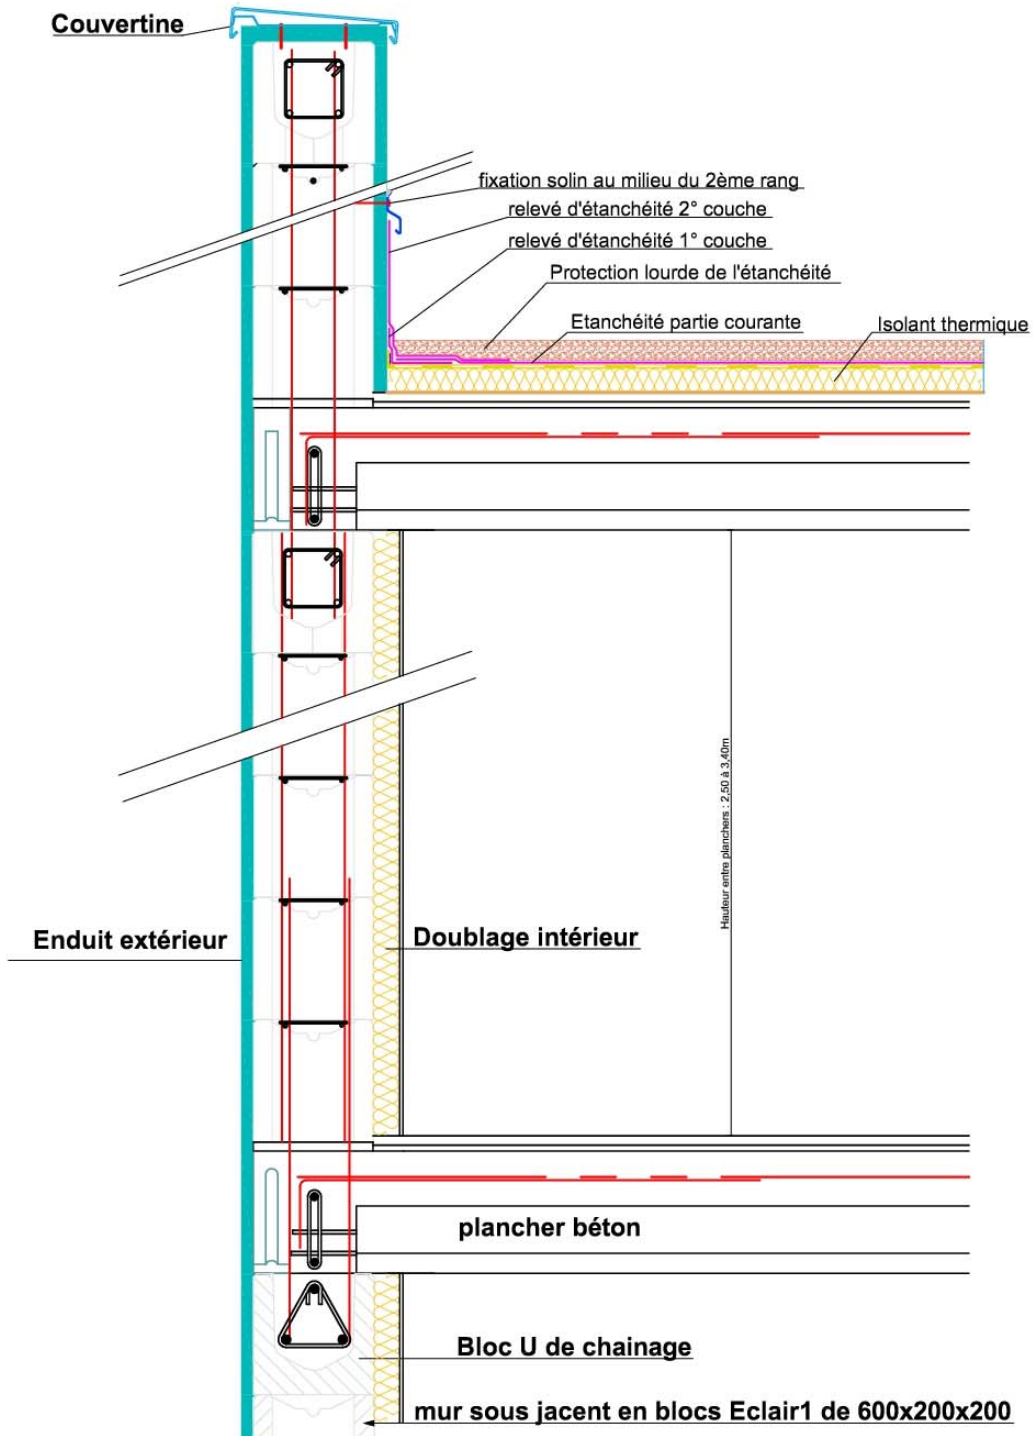 Couvertine
fixation solin au milieu du 2ème rang
relevé d'étanchéité 2° couche
relevé d'étanchéité 1° couche
Protection lourde de l'étanchéité
Etanchéité partie courante
Isolant thermique
Hauteur entre planchers : 2,50 à 3,40m
Enduit extérieur
Doublage intérieur
plancher béton
Bloc U de chainage
mur sous jacent en blocs Eclair1 de 600x200x200